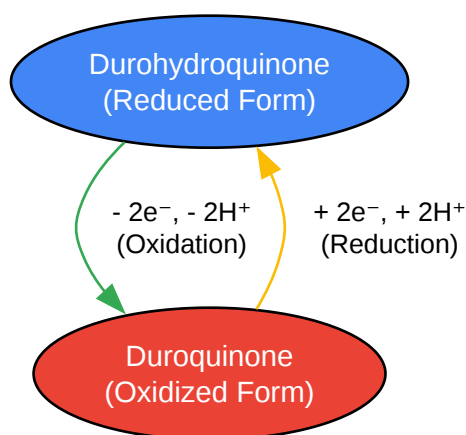 Durohydroquinone
(Reduced Form)
- 2e⁻, - 2H⁺
(Oxidation)
+ 2e⁻, + 2H⁺
(Reduction)
Duroquinone
(Oxidized Form)